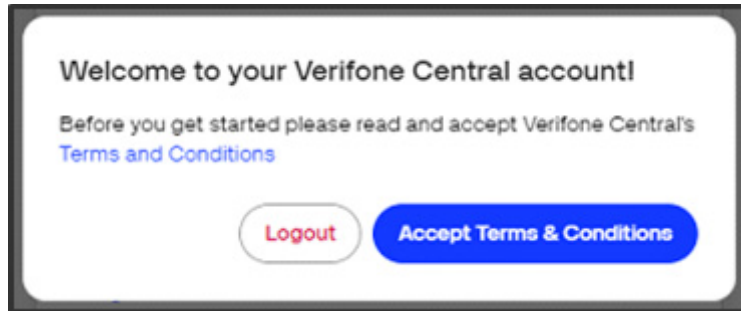 Welcome to your Verifone Central account!
Before you get started please read and accept Verifone Central's
Terms and Conditions
Logout
Accept Terms & Conditions